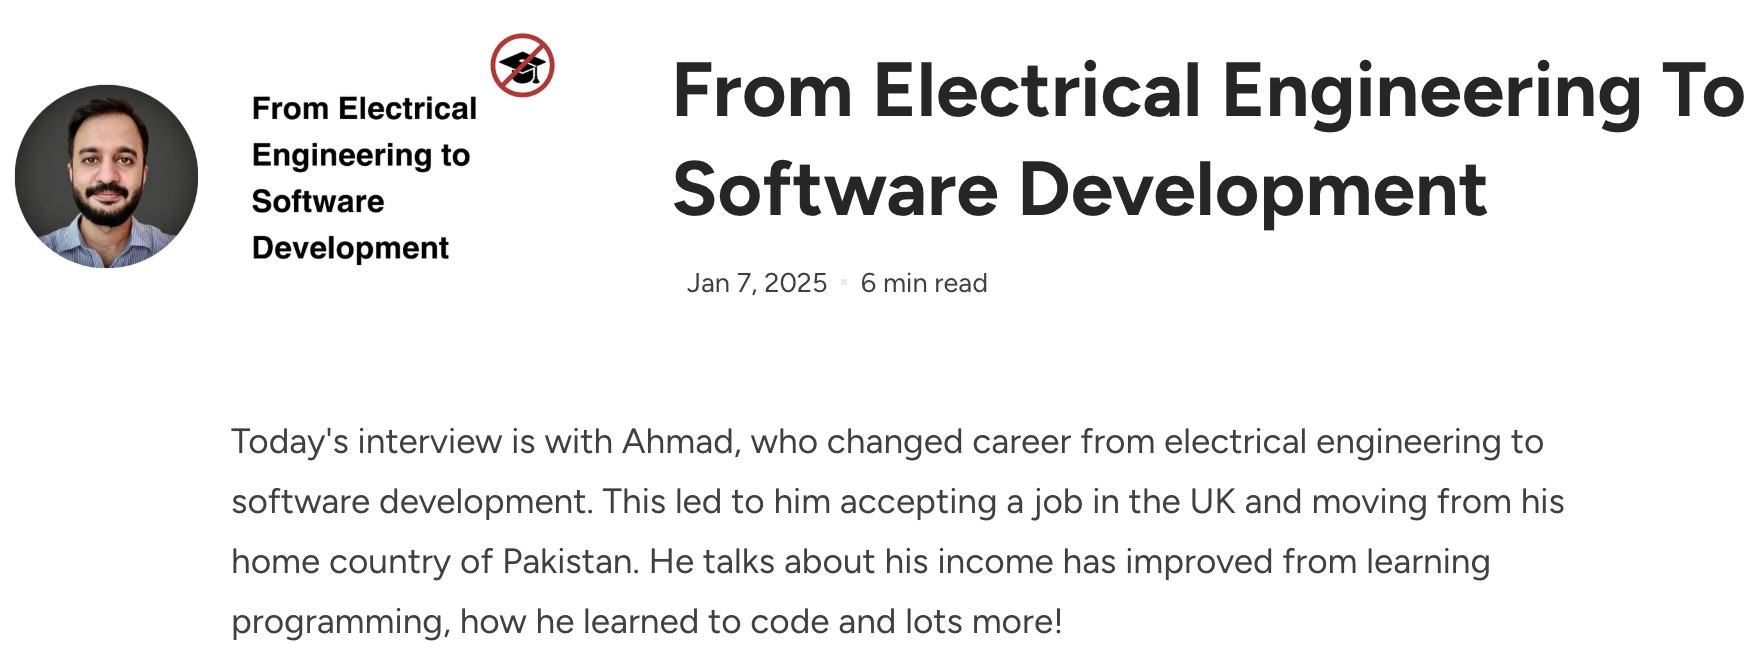 From Electrical
Engineering to
Software
Development
From Electrical Engineering To
Software Development
Jan 7, 2025 6 min read
Today's interview is with Ahmad, who changed career from electrical engineering to
software development. This led to him accepting a job in the UK and moving from his
home country of Pakistan. He talks about his income has improved from learning
programming, how he learned to code and lots more!